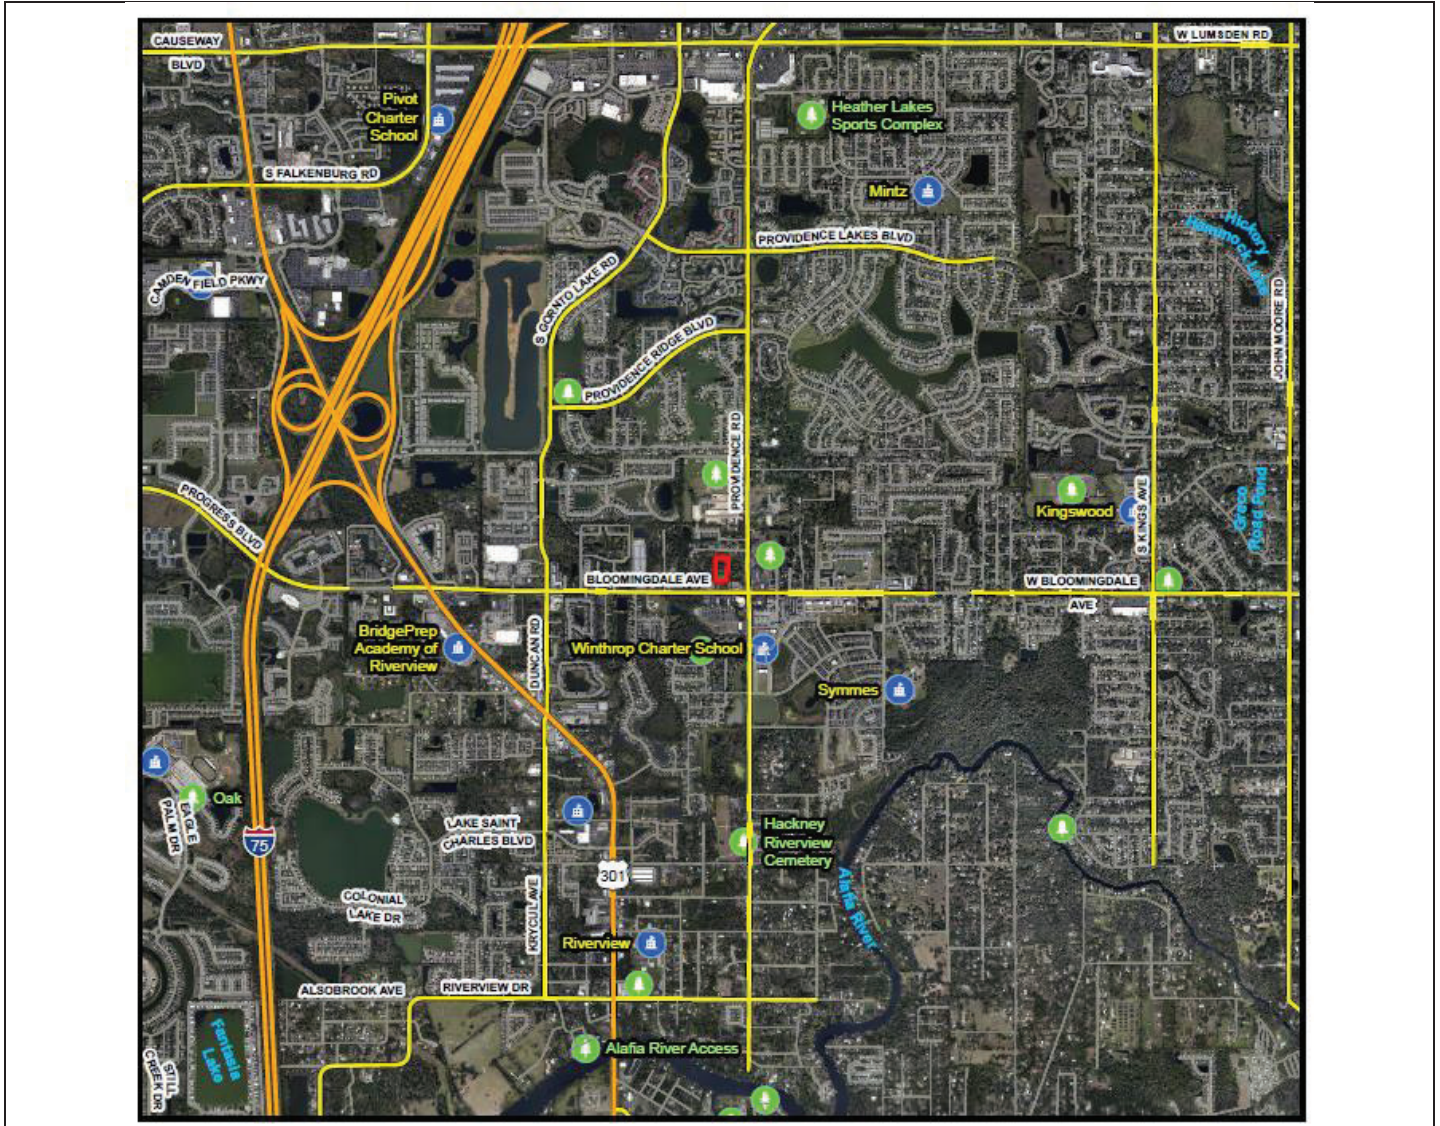 CAUSEWAY
BLVD
W LUMSDEN RD
Pivot
Charter
School
Heather Lakes
Sports Complex
S FALKENBURG RD
Mintz
PROVIDENCE LAKES BLVD
Hickory
Hammock Lake
CAMDEN FIELD PKWY
S GORNTO LAKE RD
JOHN MOORE RD
PROVIDENCE RIDGE BLVD
PROVIDENCE RD
PROGRESS BLVD
Kingswood
S KINGS AVE
Greco
Road Pond
BLOOMINGDALE AVE
W BLOOMINGDALE
AVE
BridgePrep
Academy of
Riverview
DUNCAN RD
Winthrop Charter School
Symmes
Oak
EAGLE
PALM DR
75
LAKE SAINT
CHARLES BLVD
Hackney
Riverview
Cemetery
301
Alafia River
COLONIAL
LAKE DR
KRYCUL AVE
Riverview
ALSOBROOK AVE
RIVERVIEW DR
Fantasia
Lake
STILL
CREEK DR
Alafia River Access